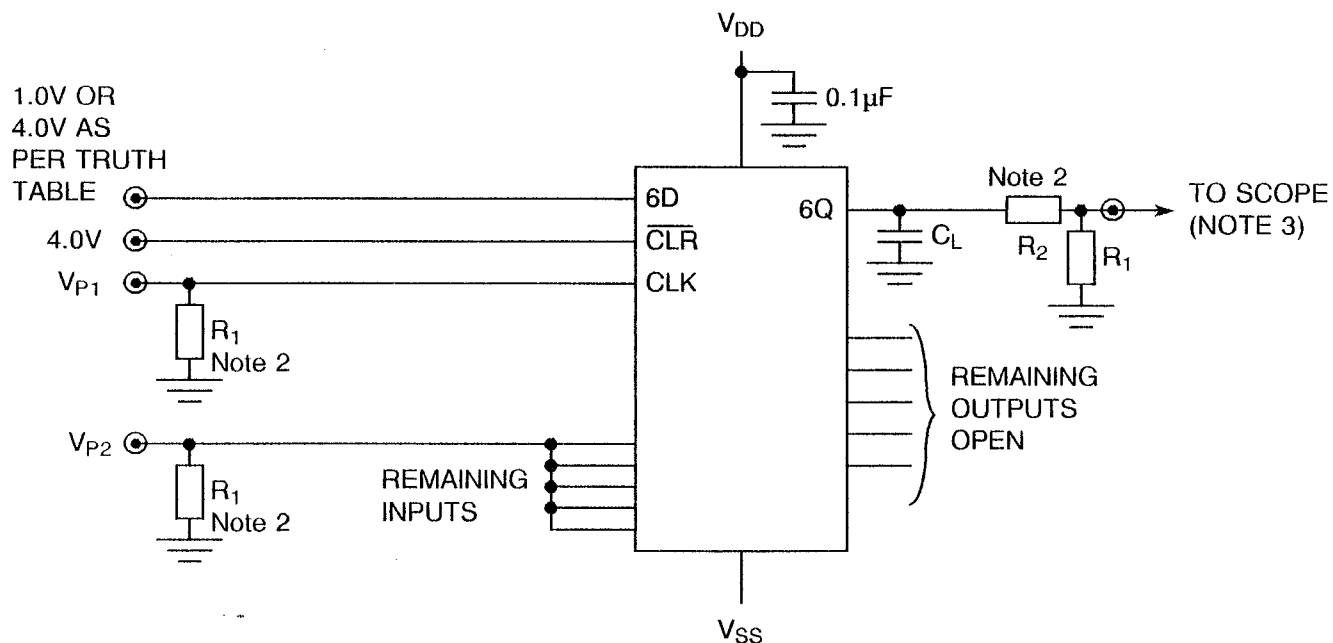 V_DD
0.1µF
1.0V OR
4.0V AS
PER TRUTH
TABLE
6D
6Q
Note 2
TO SCOPE
(NOTE 3)
4.0V
CLR
C_L
R_2
R_1
V_P1
CLK
R_1
Note 2
REMAINING
OUTPUTS
OPEN
V_P2
R_1
Note 2
REMAINING
INPUTS
V_SS